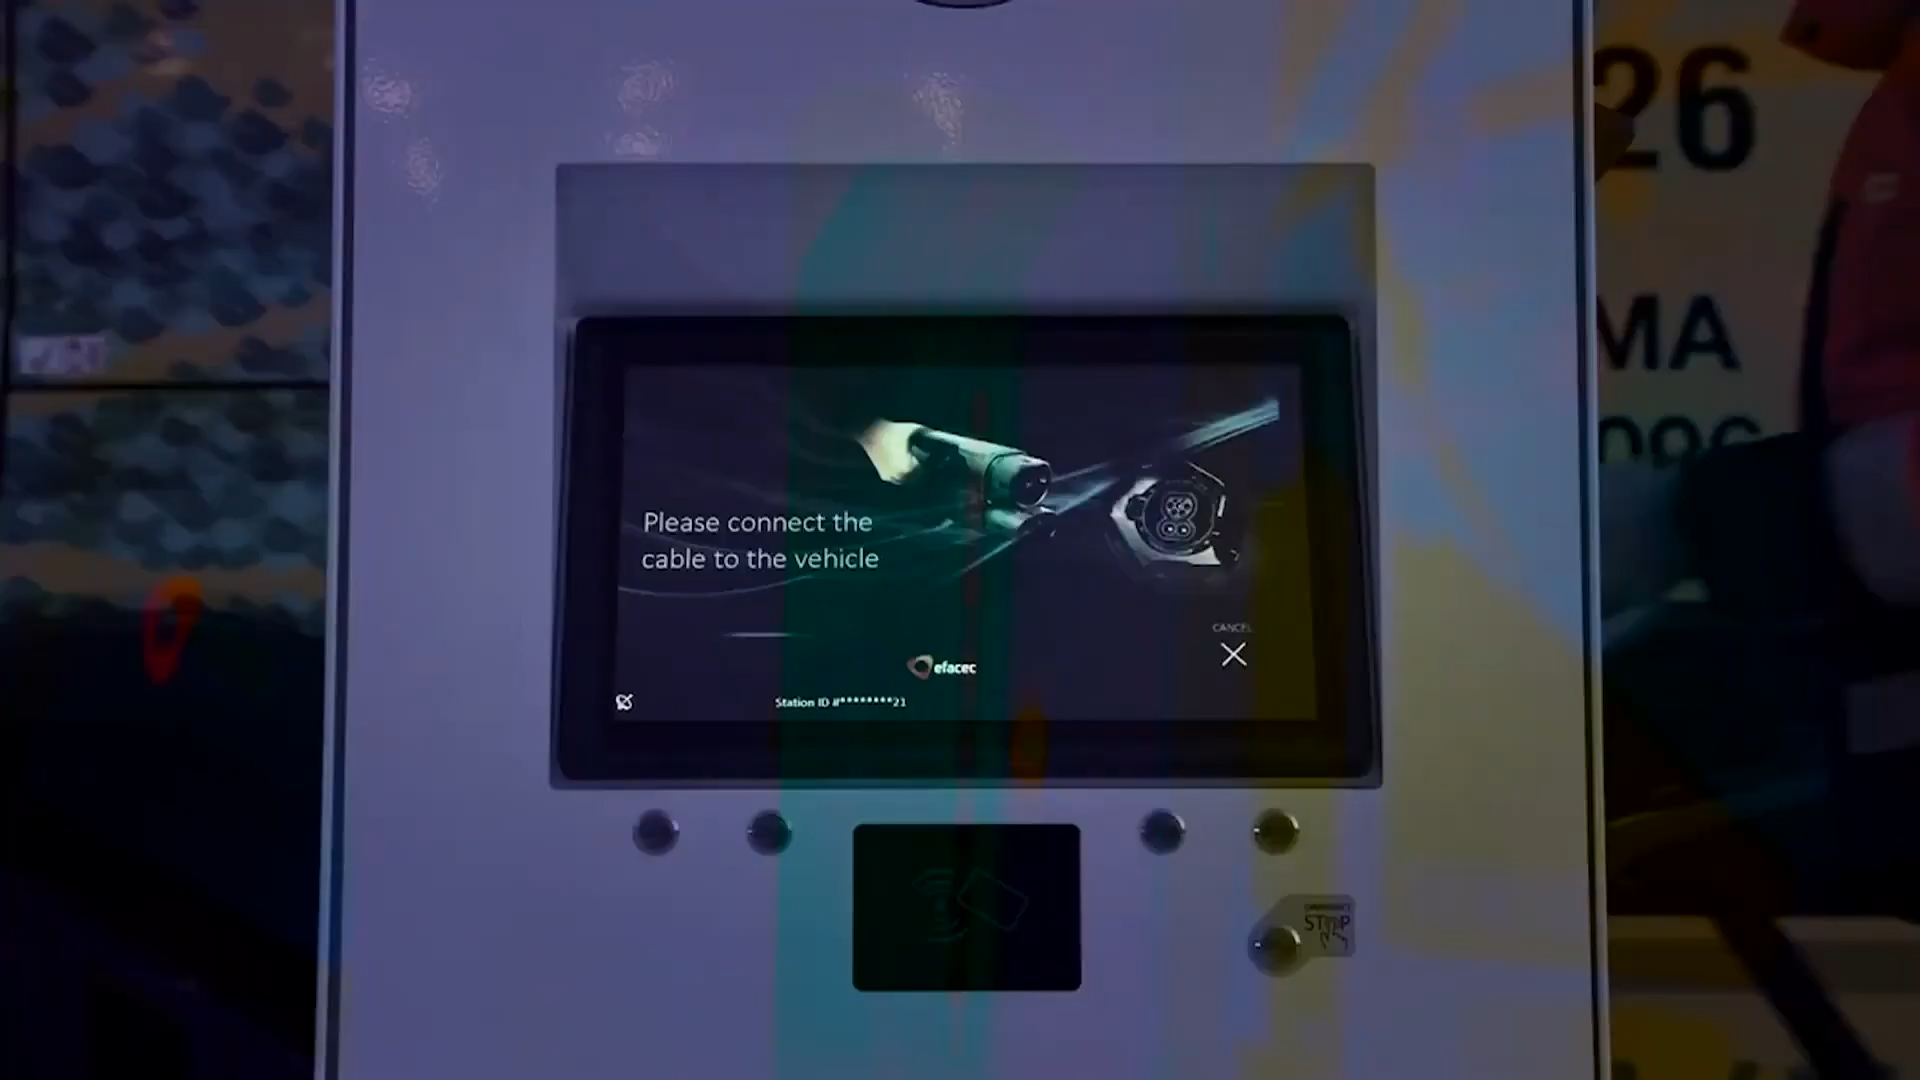 26
MA
Please connect the
cable to the vehicle
CANCEL
efacec
Station ID #********21
STOP